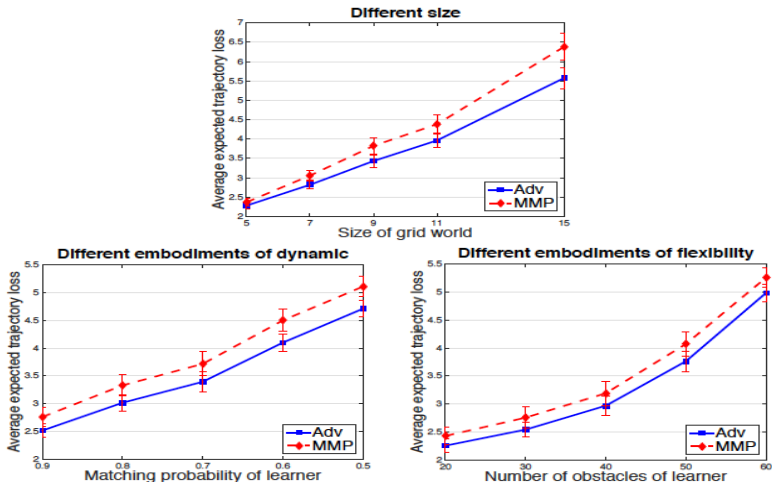 Different size
Average expected trajectory loss
7
6.5
6
5.5
5
4.5
4
3.5
3
2.5
2
5 7 9 11 15
Size of grid world
Adv
MMP
Different embodiments of dynamic
Average expected trajectory loss
5.5
5
4.5
4
3.5
3
2.5
2
0.9 0.8 0.7 0.6 0.5
Matching probability of learner
Adv
MMP
Different embodiments of flexibility
Average expected trajectory loss
5.5
5
4.5
4
3.5
3
2.5
2
20 30 40 50 60
Number of obstacles of learner
Adv
MMP